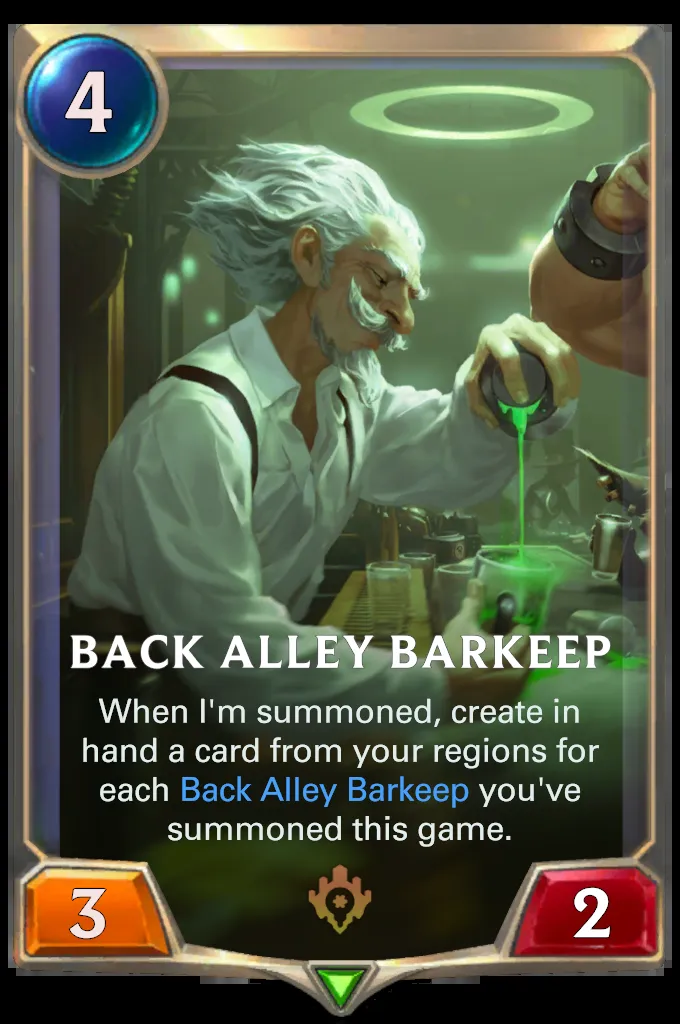 4
BACK ALLEY BARKEEP
When I'm summoned, create in
hand a card from your regions for
each Back Alley Barkeep you've
summoned this game.
3
2